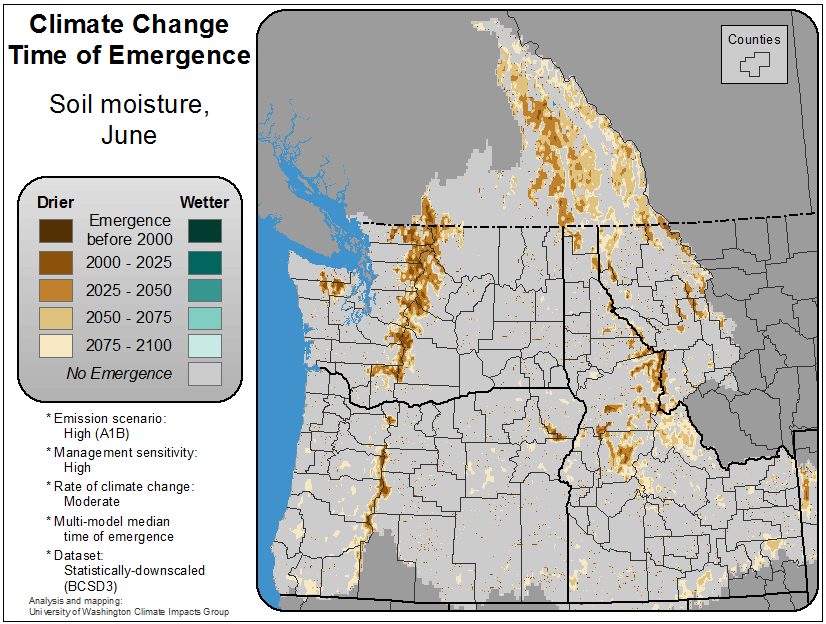 Climate Change
Time of Emergence
Soil moisture,
June
Drier
Wetter
Emergence
before 2000
2000 - 2025
2025 - 2050
2050 - 2075
2075 - 2100
No Emergence
* Emission scenario:
High (A1B)
* Management sensitivity:
High
* Rate of climate change:
Moderate
* Multi-model median
time of emergence
* Dataset:
Statistically-downscaled
(BCSD3)
Analysis and mapping:
University of Washington Climate Impacts Group
Counties